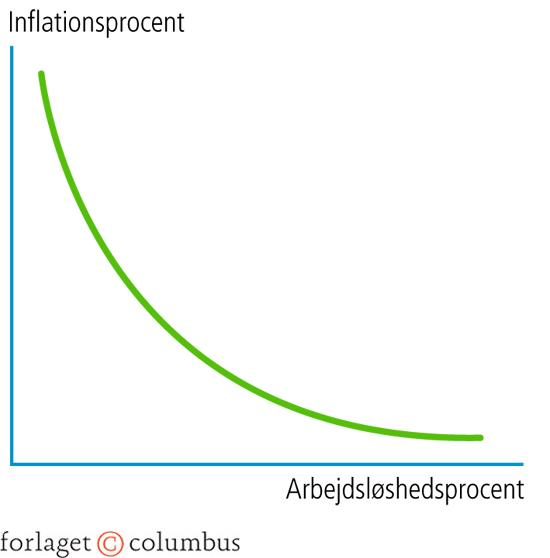 Inflationsprocent
Arbejdsløshedsprocent
forlaget © columbus